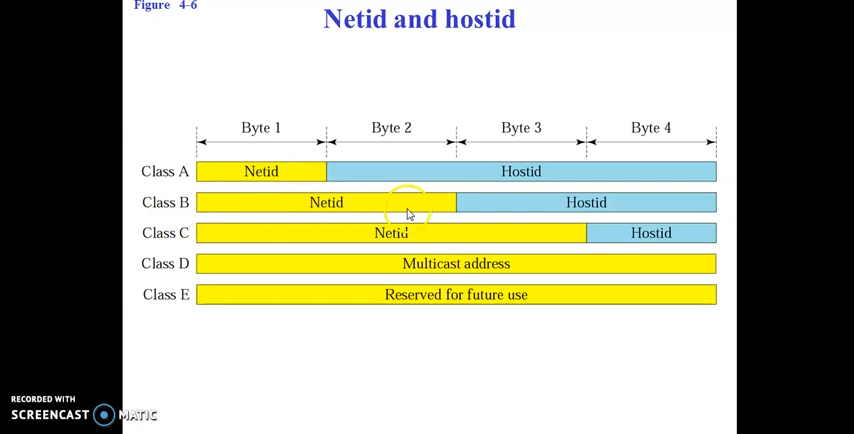 Figure 4-6
Netid and hostid
Byte 1 Byte 2 Byte 3 Byte 4
Class A Netid Hostid
Class B Netid Hostid
Class C Netid Hostid
Class D Multicast address
Class E Reserved for future use
RECORDED WITH
SCREENCAST MATIC